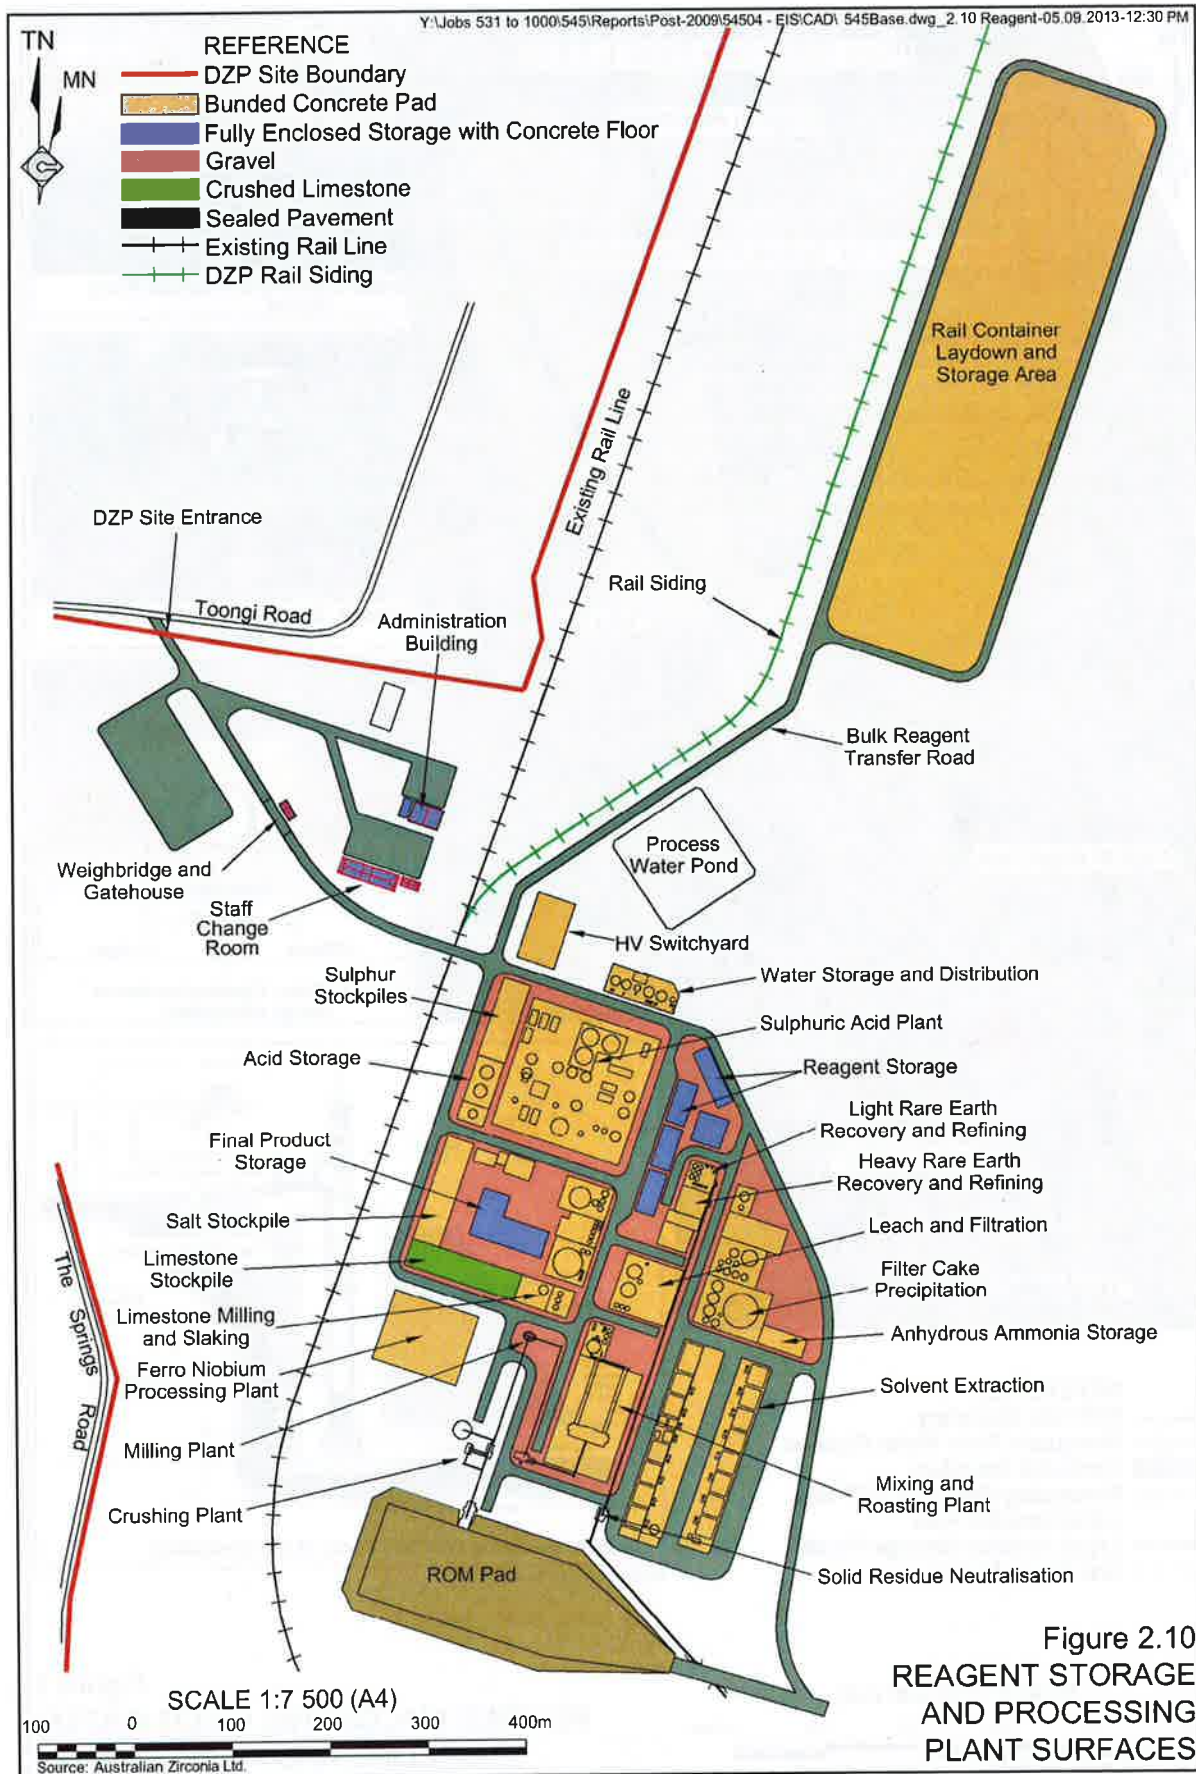 Y:\Jobs 531 to 1000\545\Reports\Post-2009\54504 - EIS\CAD\ 545Base.dwg_2.10 Reagent-05.09.2013-12:30 PM
TN
MN
REFERENCE
DZP Site Boundary
Bunded Concrete Pad
Fully Enclosed Storage with Concrete Floor
Gravel
Crushed Limestone
Sealed Pavement
Existing Rail Line
DZP Rail Siding
Rail Container
Laydown and
Storage Area
Existing Rail Line
DZP Site Entrance
Rail Siding
Toongi Road
Administration
Building
Bulk Reagent
Transfer Road
Process
Water Pond
Weighbridge and
Gatehouse
Staff
Change
Room
HV Switchyard
Sulphur
Stockpiles
Water Storage and Distribution
Sulphuric Acid Plant
Acid Storage
Reagent Storage
Light Rare Earth
Recovery and Refining
Final Product
Storage
Heavy Rare Earth
Recovery and Refining
Salt Stockpile
Leach and Filtration
Limestone
Stockpile
Filter Cake
Precipitation
The Springs Road
Limestone Milling
and Slaking
Anhydrous Ammonia Storage
Ferro Niobium
Processing Plant
Solvent Extraction
Milling Plant
Mixing and
Roasting Plant
Crushing Plant
ROM Pad
Solid Residue Neutralisation
Figure 2.10
REAGENT STORAGE
AND PROCESSING
PLANT SURFACES
SCALE 1:7 500 (A4)
100 0 100 200 300 400m
Source: Australian Zirconia Ltd.